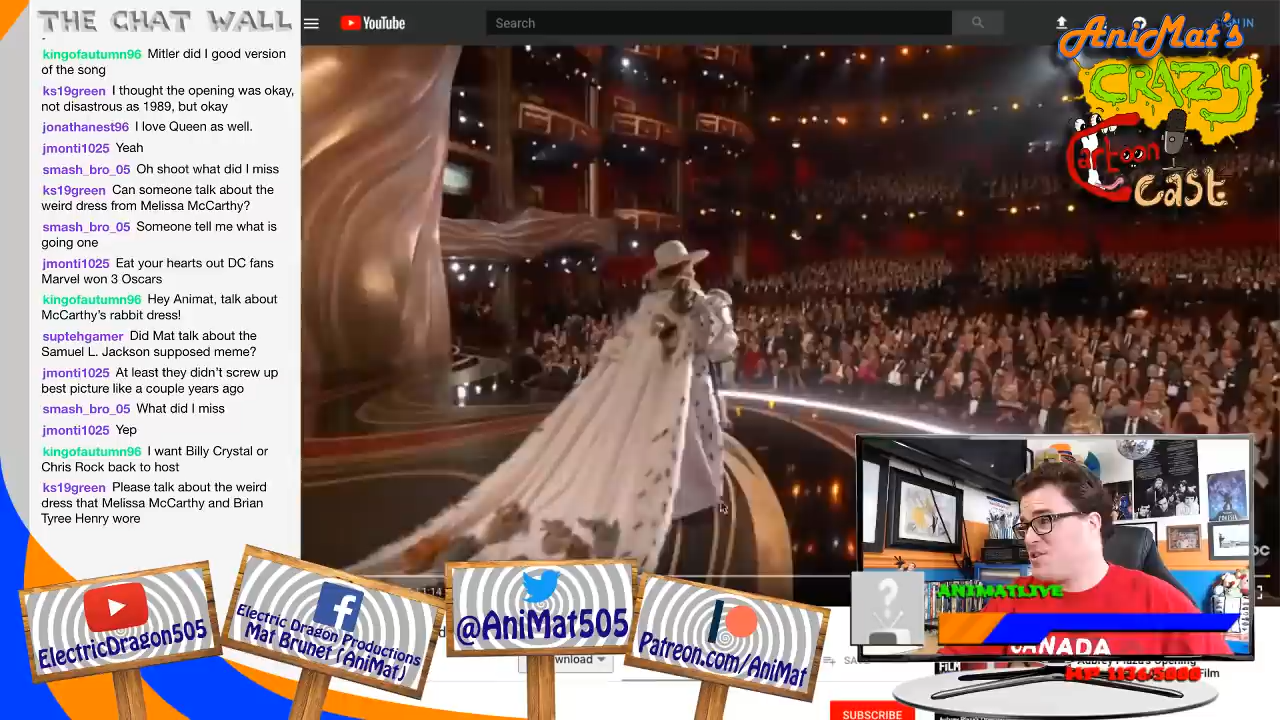 THE CHAT WALL
kingofautumn96 Mitler did I good version
of the song
ks19green I thought the opening was okay,
not disastrous as 1989, but okay
jonathanest96 I love Queen as well.
jmonti1025 Yeah
smash_bro_05 Oh shoot what did I miss
ks19green Can someone talk about the
weird dress from Melissa McCarthy?
smash_bro_05 Someone tell me what is
going one
jmonti1025 Eat your hearts out DC fans
Marvel won 3 Oscars
kingofautumn96 Hey Animat, talk about
McCarthy's rabbit dress!
suptehgamer Did Mat talk about the
Samuel L. Jackson supposed meme?
jmonti1025 At least they didn't screw up
best picture like a couple years ago
smash_bro_05 What did I miss
jmonti1025 Yep
kingofautumn96 I want Billy Crystal or
Chris Rock back to host
ks19green Please talk about the weird
dress that Melissa McCarthy and Brian
Tyree Henry wore
YouTube
Search
SIGN IN
AniMat's
CRAZY
Cartoon
Cast
ElectricDragon505
Electric Dragon Productions
Mat Brunet (AniMat)
@AniMat505
Patreon.com/AniMat
?
ANIMATLIVE
CANADA
Aubrey Plaza's Opening
Film
FILM
SUBSCRIBE